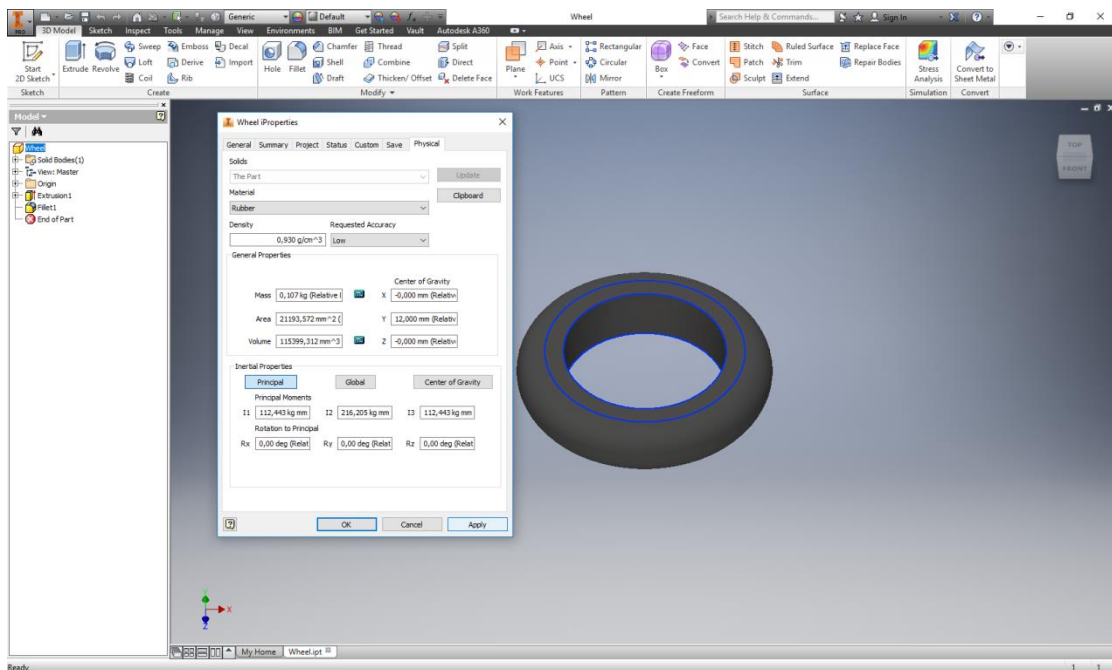 Generic Default Wheel Search Help & Commands... Sign In
PRO 3D Model Sketch Inspect Tools Manage View Environments BIM Get Started Vault Autodesk A360
Start 2D Sketch
Extrude Revolve
Sweep Emboss Decal
Loft Derive Import
Coil Rib
Hole Fillet
Chamfer Thread Split
Shell Combine Direct
Draft Thicken/ Offset Delete Face
Plane
Axis
Point
UCS
Rectangular
Circular
Mirror
Box
Face
Convert
Stitch Ruled Surface Replace Face
Patch Trim Repair Bodies
Sculpt Extend
Stress Analysis
Convert to Sheet Metal
Sketch Create Modify Work Features Pattern Create Freeform Surface Simulation Convert
Model
Wheel
Solid Bodies(1)
View: Master
Origin
Extrusion1
Fillet1
End of Part
Wheel iProperties
General Summary Project Status Custom Save Physical
Solids
The Part Update
Material Clipboard
Rubber
Density Requested Accuracy
0,930 g/cm^3 Low
General Properties
Center of Gravity
Mass 0,107 kg (Relative X -0,000 mm (Relativ
Area 21193,572 mm^2 ( Y 12,000 mm (Relativ
Volume 115399,312 mm^3 Z -0,000 mm (Relativ
Inertial Properties
Principal Global Center of Gravity
Principal Moments
I1 112,443 kg mm I2 216,205 kg mm I3 112,443 kg mm
Rotation to Principal
Rx 0,00 deg (Relat Ry 0,00 deg (Relat Rz 0,00 deg (Relat
OK Cancel Apply
TOP
FRONT
Y
X
Z
My Home Wheel.ipt
Ready 1 1